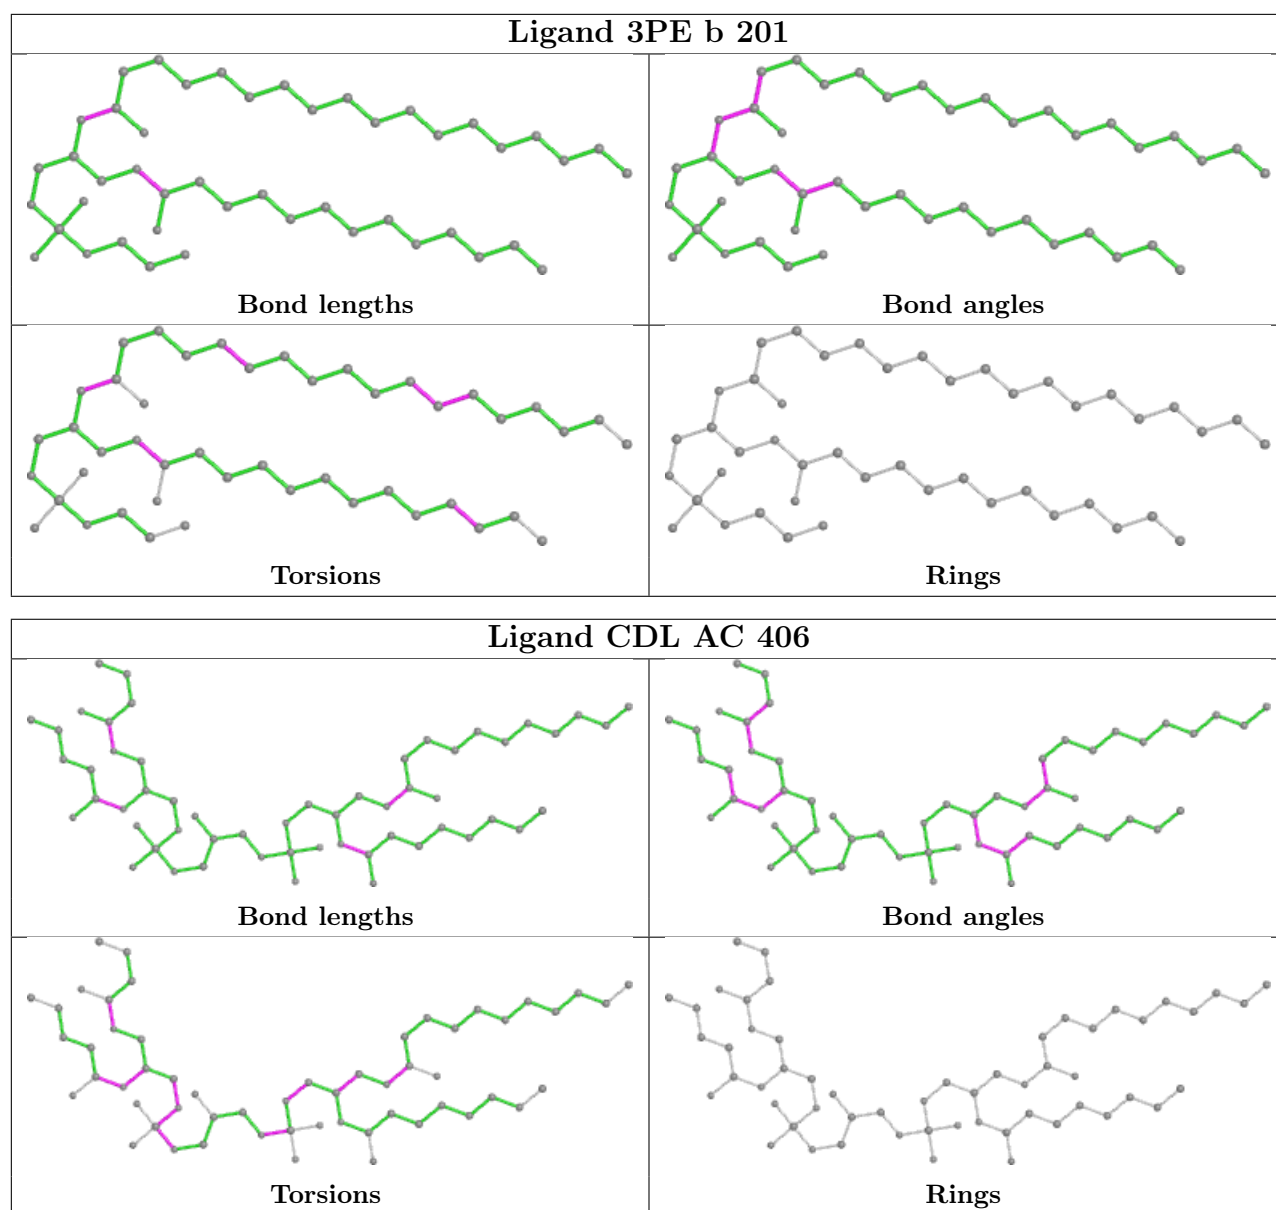 Ligand 3PE b 201
Bond lengths
Bond angles
Torsions
Rings
Ligand CDL AC 406
Bond lengths
Bond angles
Torsions
Rings